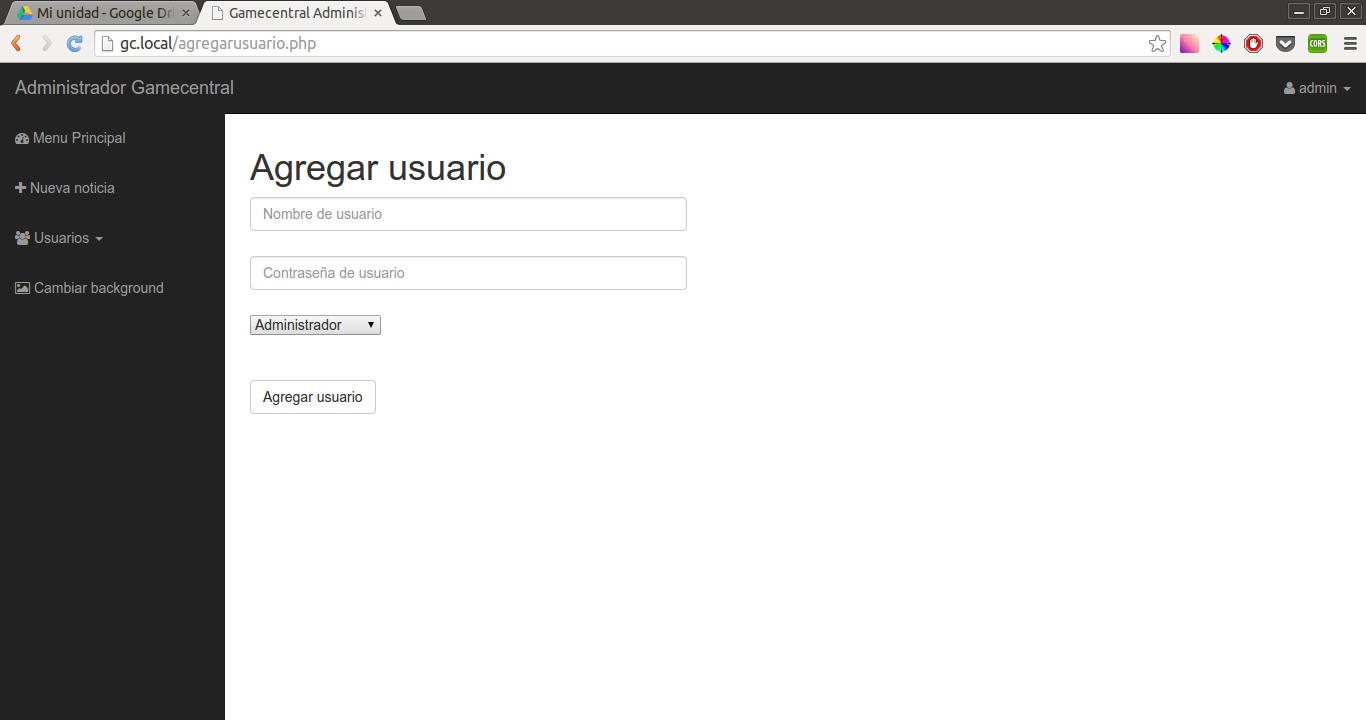 Mi unidad - Google Dri
Gamecentral Adminis
gc.local/agregarusuario.php
CORS
Administrador Gamecentral
admin
Menu Principal
Nueva noticia
Usuarios
Cambiar background
Agregar usuario
Nombre de usuario
Contraseña de usuario
Administrador
Agregar usuario